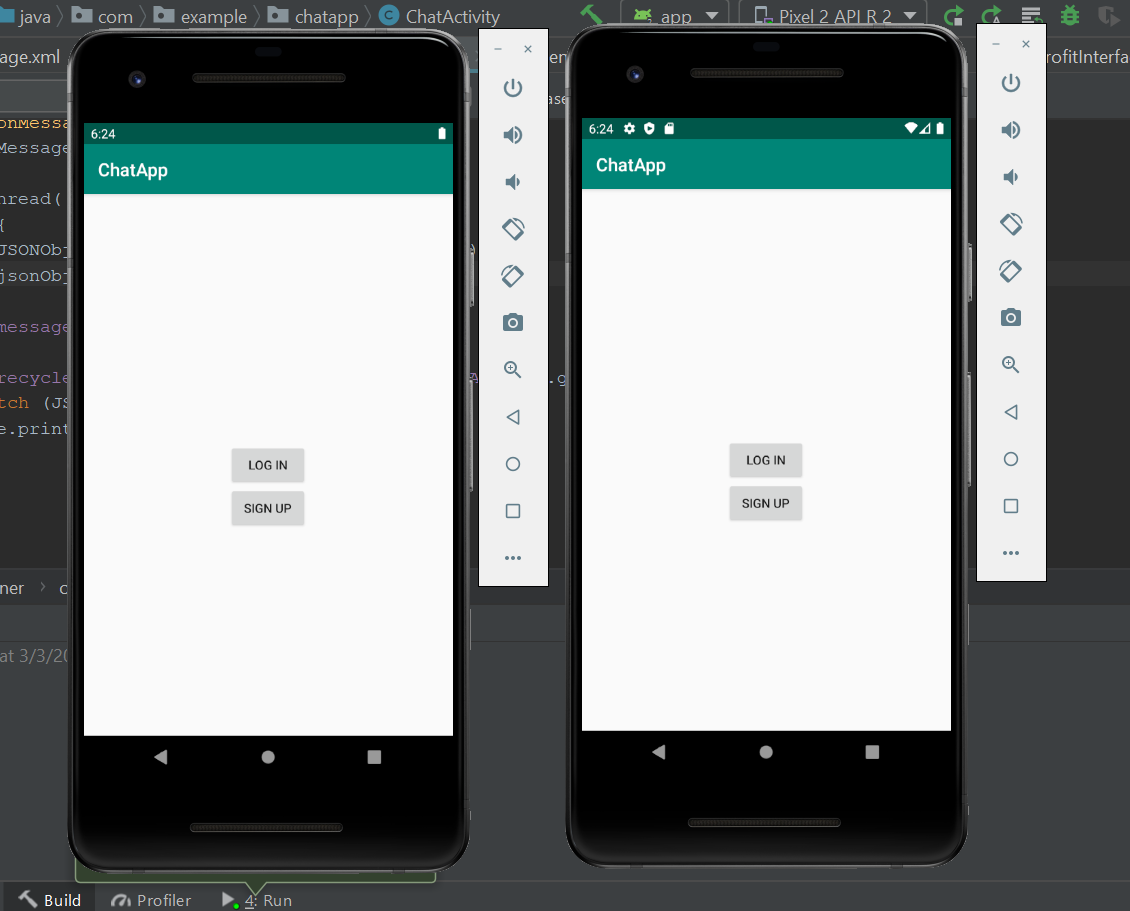 java com example chatapp ChatActivity app Pixel 2 API R 2
age.xml rofitInterfa
6:24
ChatApp
LOG IN
SIGN UP
6:24
ChatApp
LOG IN
SIGN UP
onMessa
Message
hread(
{
JSONObj
jsonObj
message
recycle
tch (JS
e.print
ner
at 3/3/20
Build Profiler 4: Run